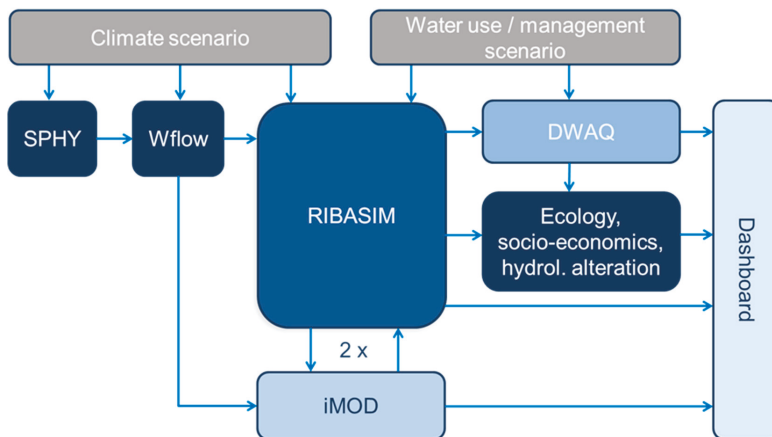 Climate scenario
Water use / management
scenario
SPHY
Wflow
RIBASIM
DWAQ
Ecology,
socio-economics,
hydrol. alteration
Dashboard
2 x
iMOD